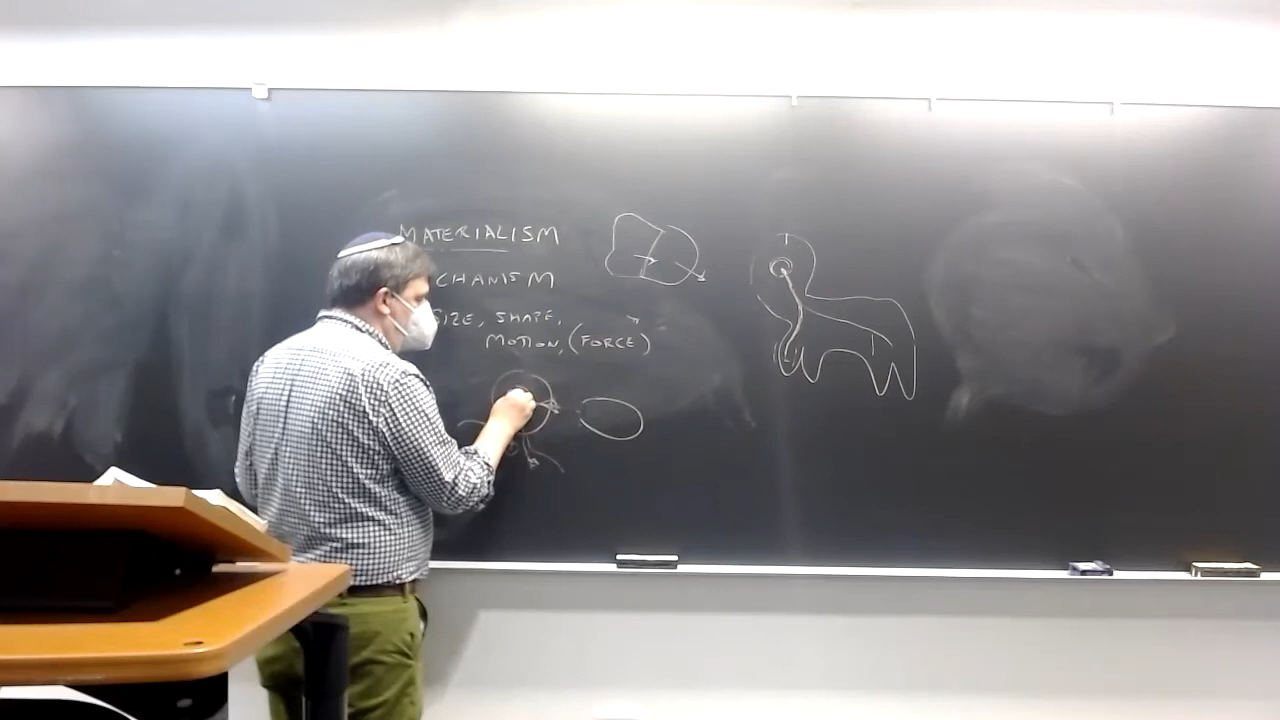 MATERIALISM
CHANISM
SIZE, SHAPE,
MOTION, (FORCE)